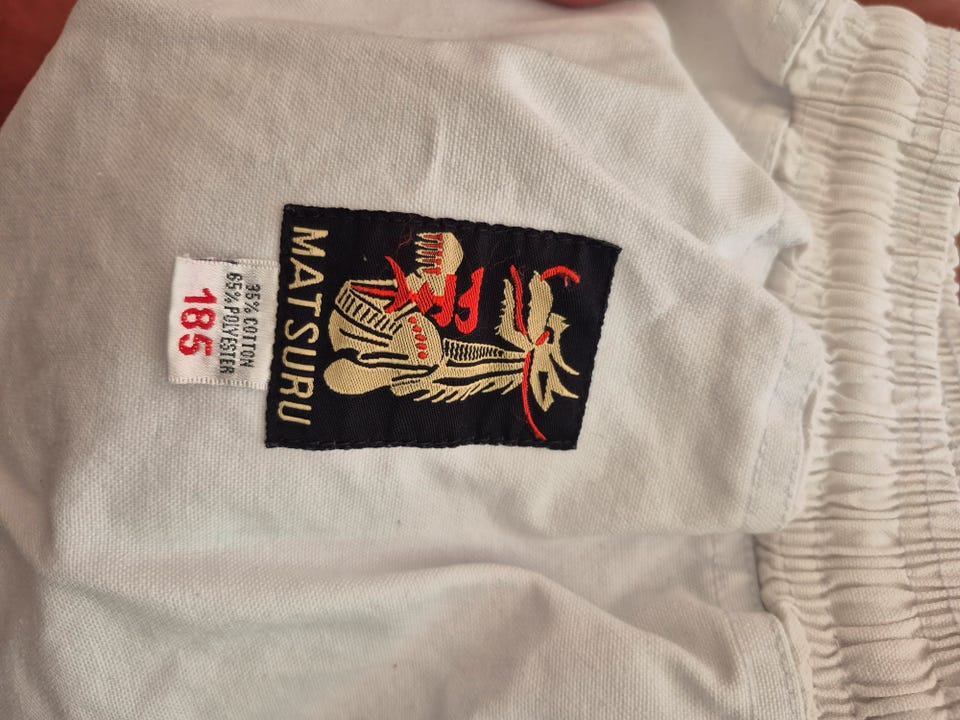 MATSURU
35% COTTON
65% POLYESTER
185